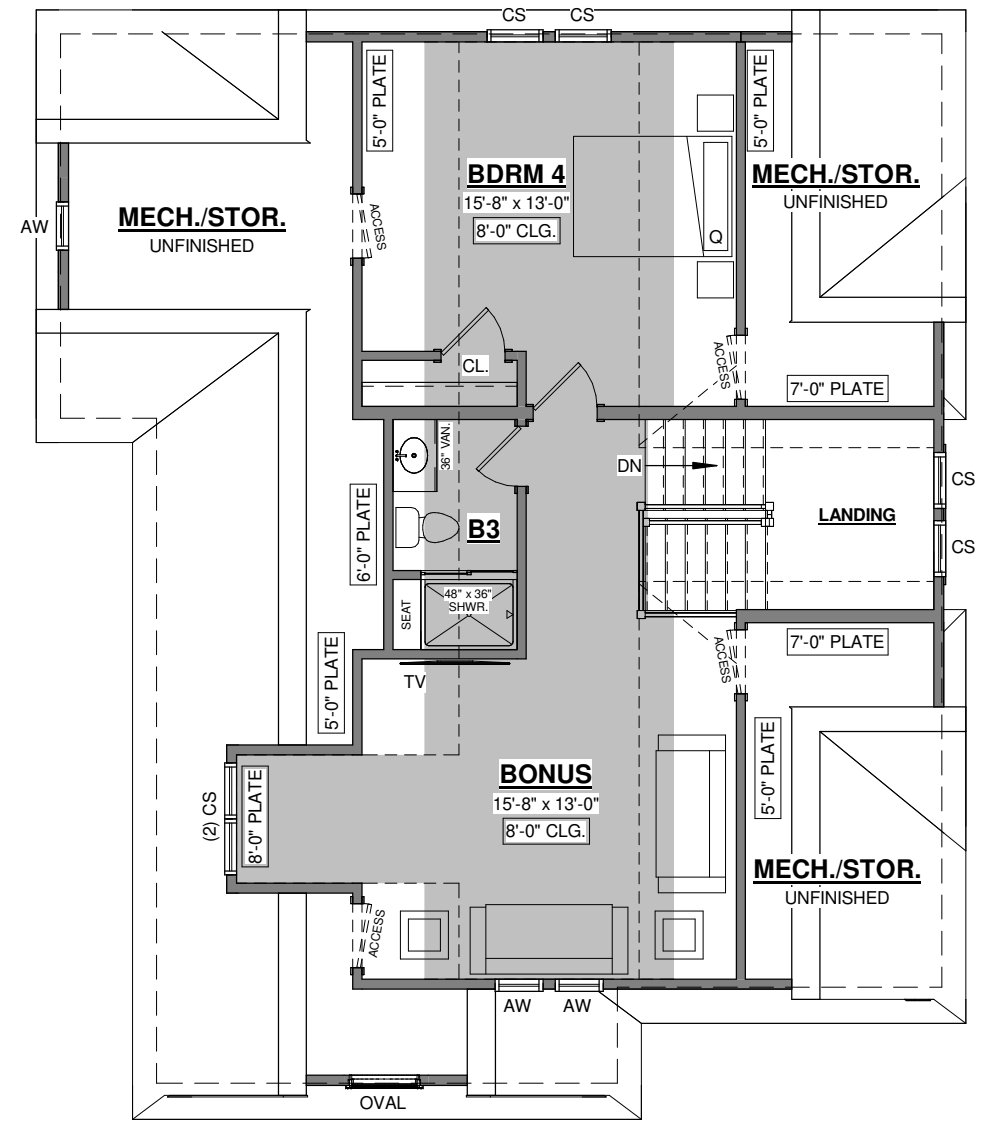 CS
CS
5'-0" PLATE
5'-0" PLATE
BDRM 4
15'-8" x 13'-0"
8'-0" CLG.
MECH./STOR.
UNFINISHED
MECH./STOR.
UNFINISHED
AW
ACCESS
Q
CL.
ACCESS
7'-0" PLATE
36" VAN.
DN
CS
LANDING
B3
6'-0" PLATE
CS
48" x 36"
SHWR.
SEAT
7'-0" PLATE
ACCESS
TV
5'-0" PLATE
BONUS
15'-8" x 13'-0"
8'-0" CLG.
5'-0" PLATE
(2) CS
8'-0" PLATE
MECH./STOR.
UNFINISHED
ACCESS
AW
AW
OVAL